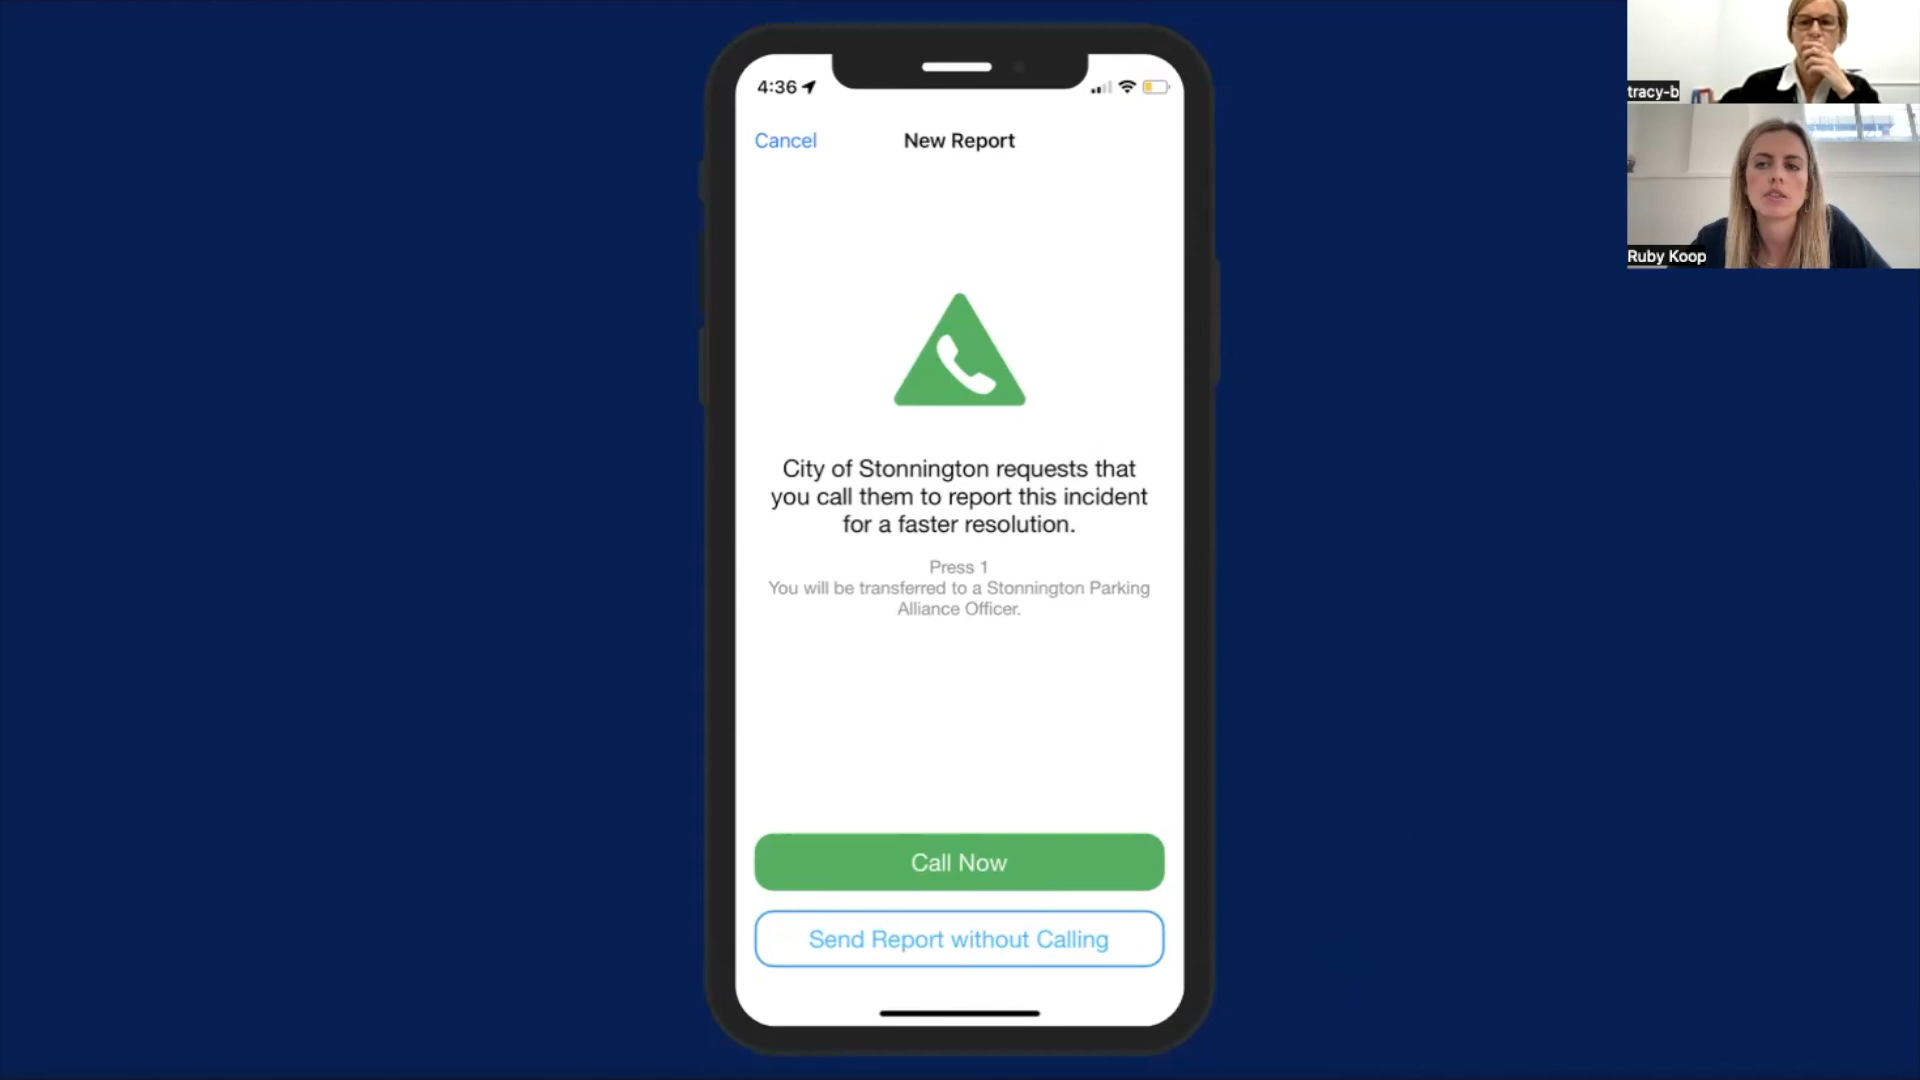 4:36
Cancel
New Report
City of Stonnington requests that
you call them to report this incident
for a faster resolution.
Press 1
You will be transferred to a Stonnington Parking
Alliance Officer.
Call Now
Send Report without Calling
tracy-b
Ruby Koop